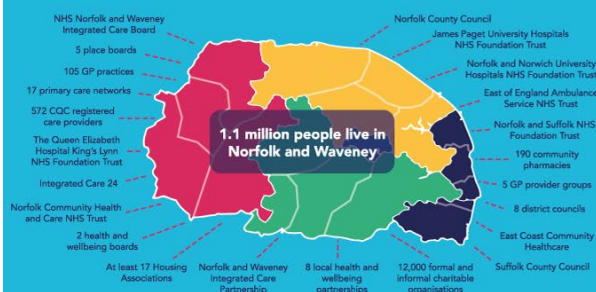 NHS Norfolk and Waveney
Integrated Care Board
5 place boards
105 GP practices
17 primary care networks
572 CQC registered
care providers
The Queen Elizabeth
Hospital King's Lynn
NHS Foundation Trust
Integrated Care 24
Norfolk Community Health
and Care NHS Trust
2 health and
wellbeing boards
At least 17 Housing
Associations
Norfolk and Waveney
Integrated Care
Partnership
8 local health and
wellbeing
partnerships
12,000 formal and
informal charitable
organisations
1.1 million people live in
Norfolk and Waveney
Norfolk County Council
James Paget University Hospitals
NHS Foundation Trust
Norfolk and Norwich University
Hospitals NHS Foundation Trust
East of England Ambulance
Service NHS Trust
Norfolk and Suffolk NHS
Foundation Trust
190 community
pharmacies
5 GP provider groups
8 district councils
East Coast Community
Healthcare
Suffolk County Council